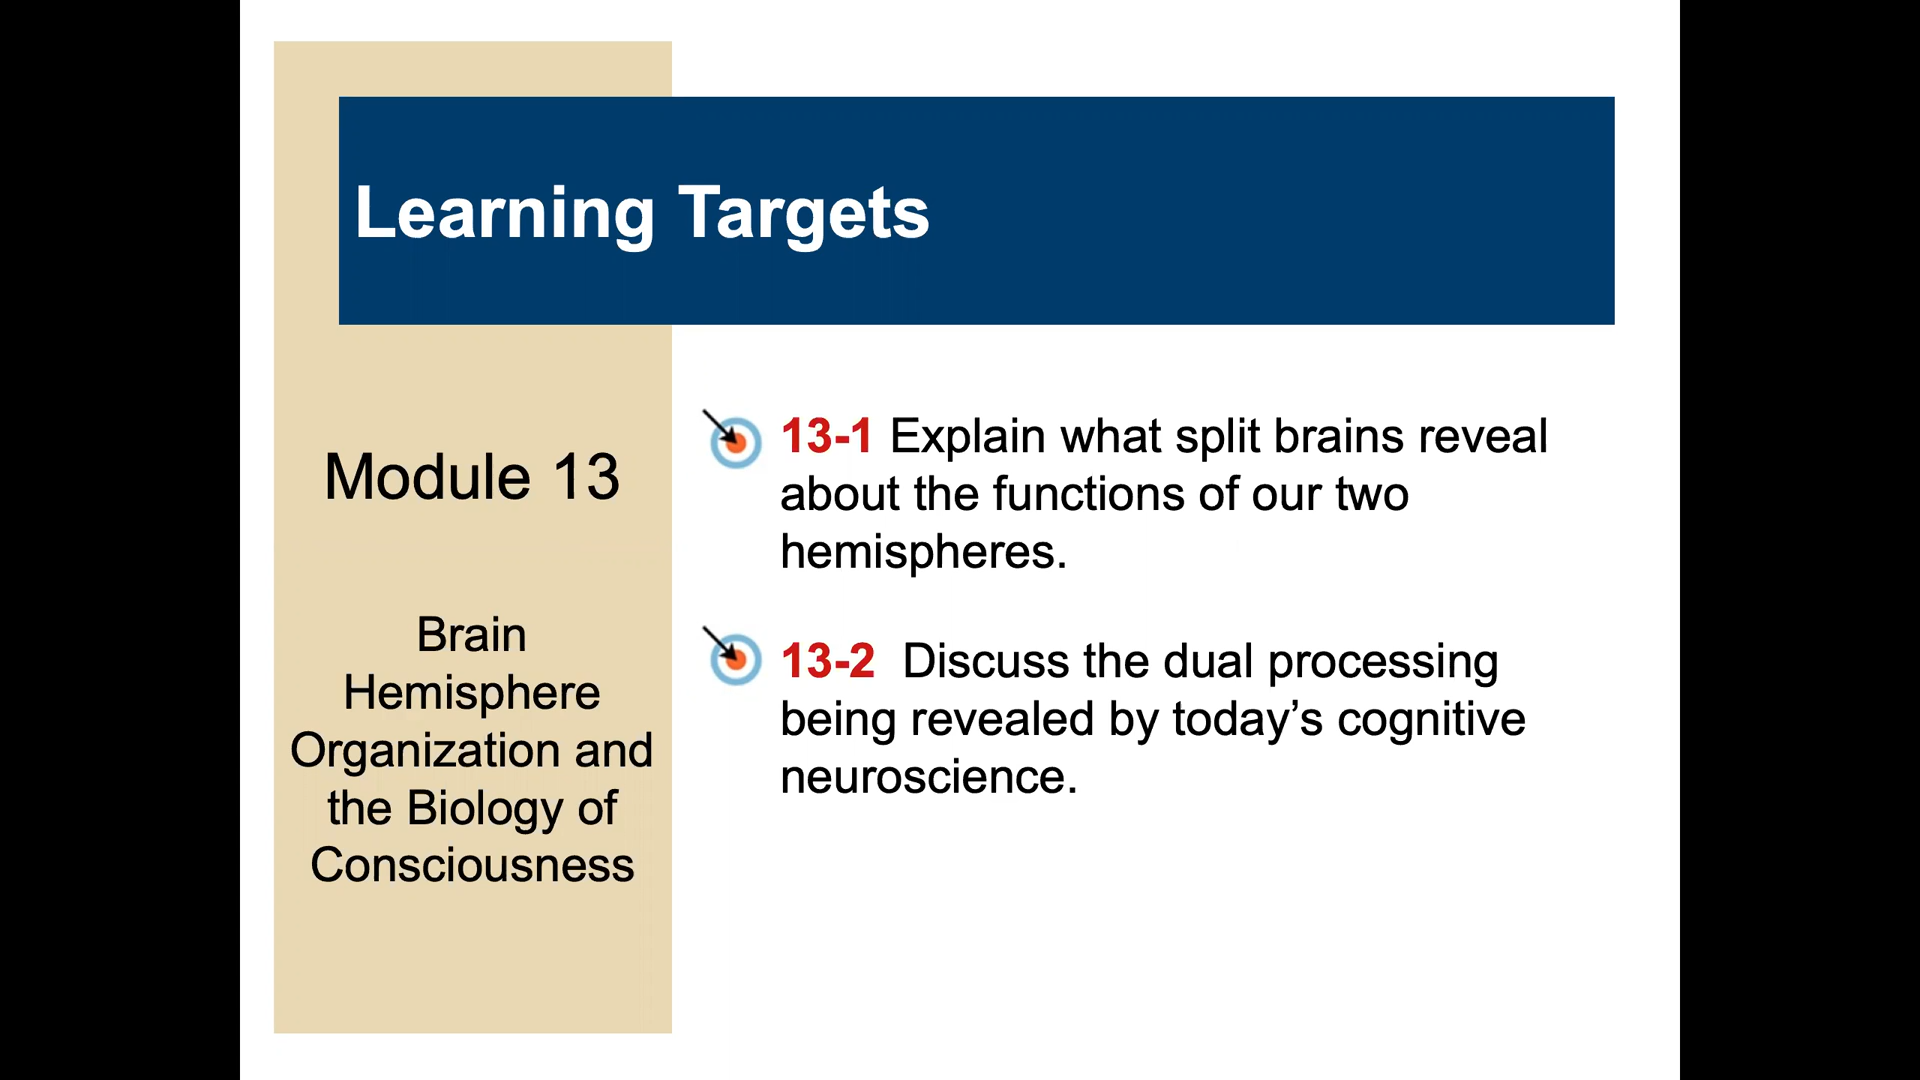 Learning Targets
Module 13
Brain
Hemisphere
Organization and
the Biology of
Consciousness
13-1 Explain what split brains reveal
about the functions of our two
hemispheres.
13-2 Discuss the dual processing
being revealed by today’s cognitive
neuroscience.